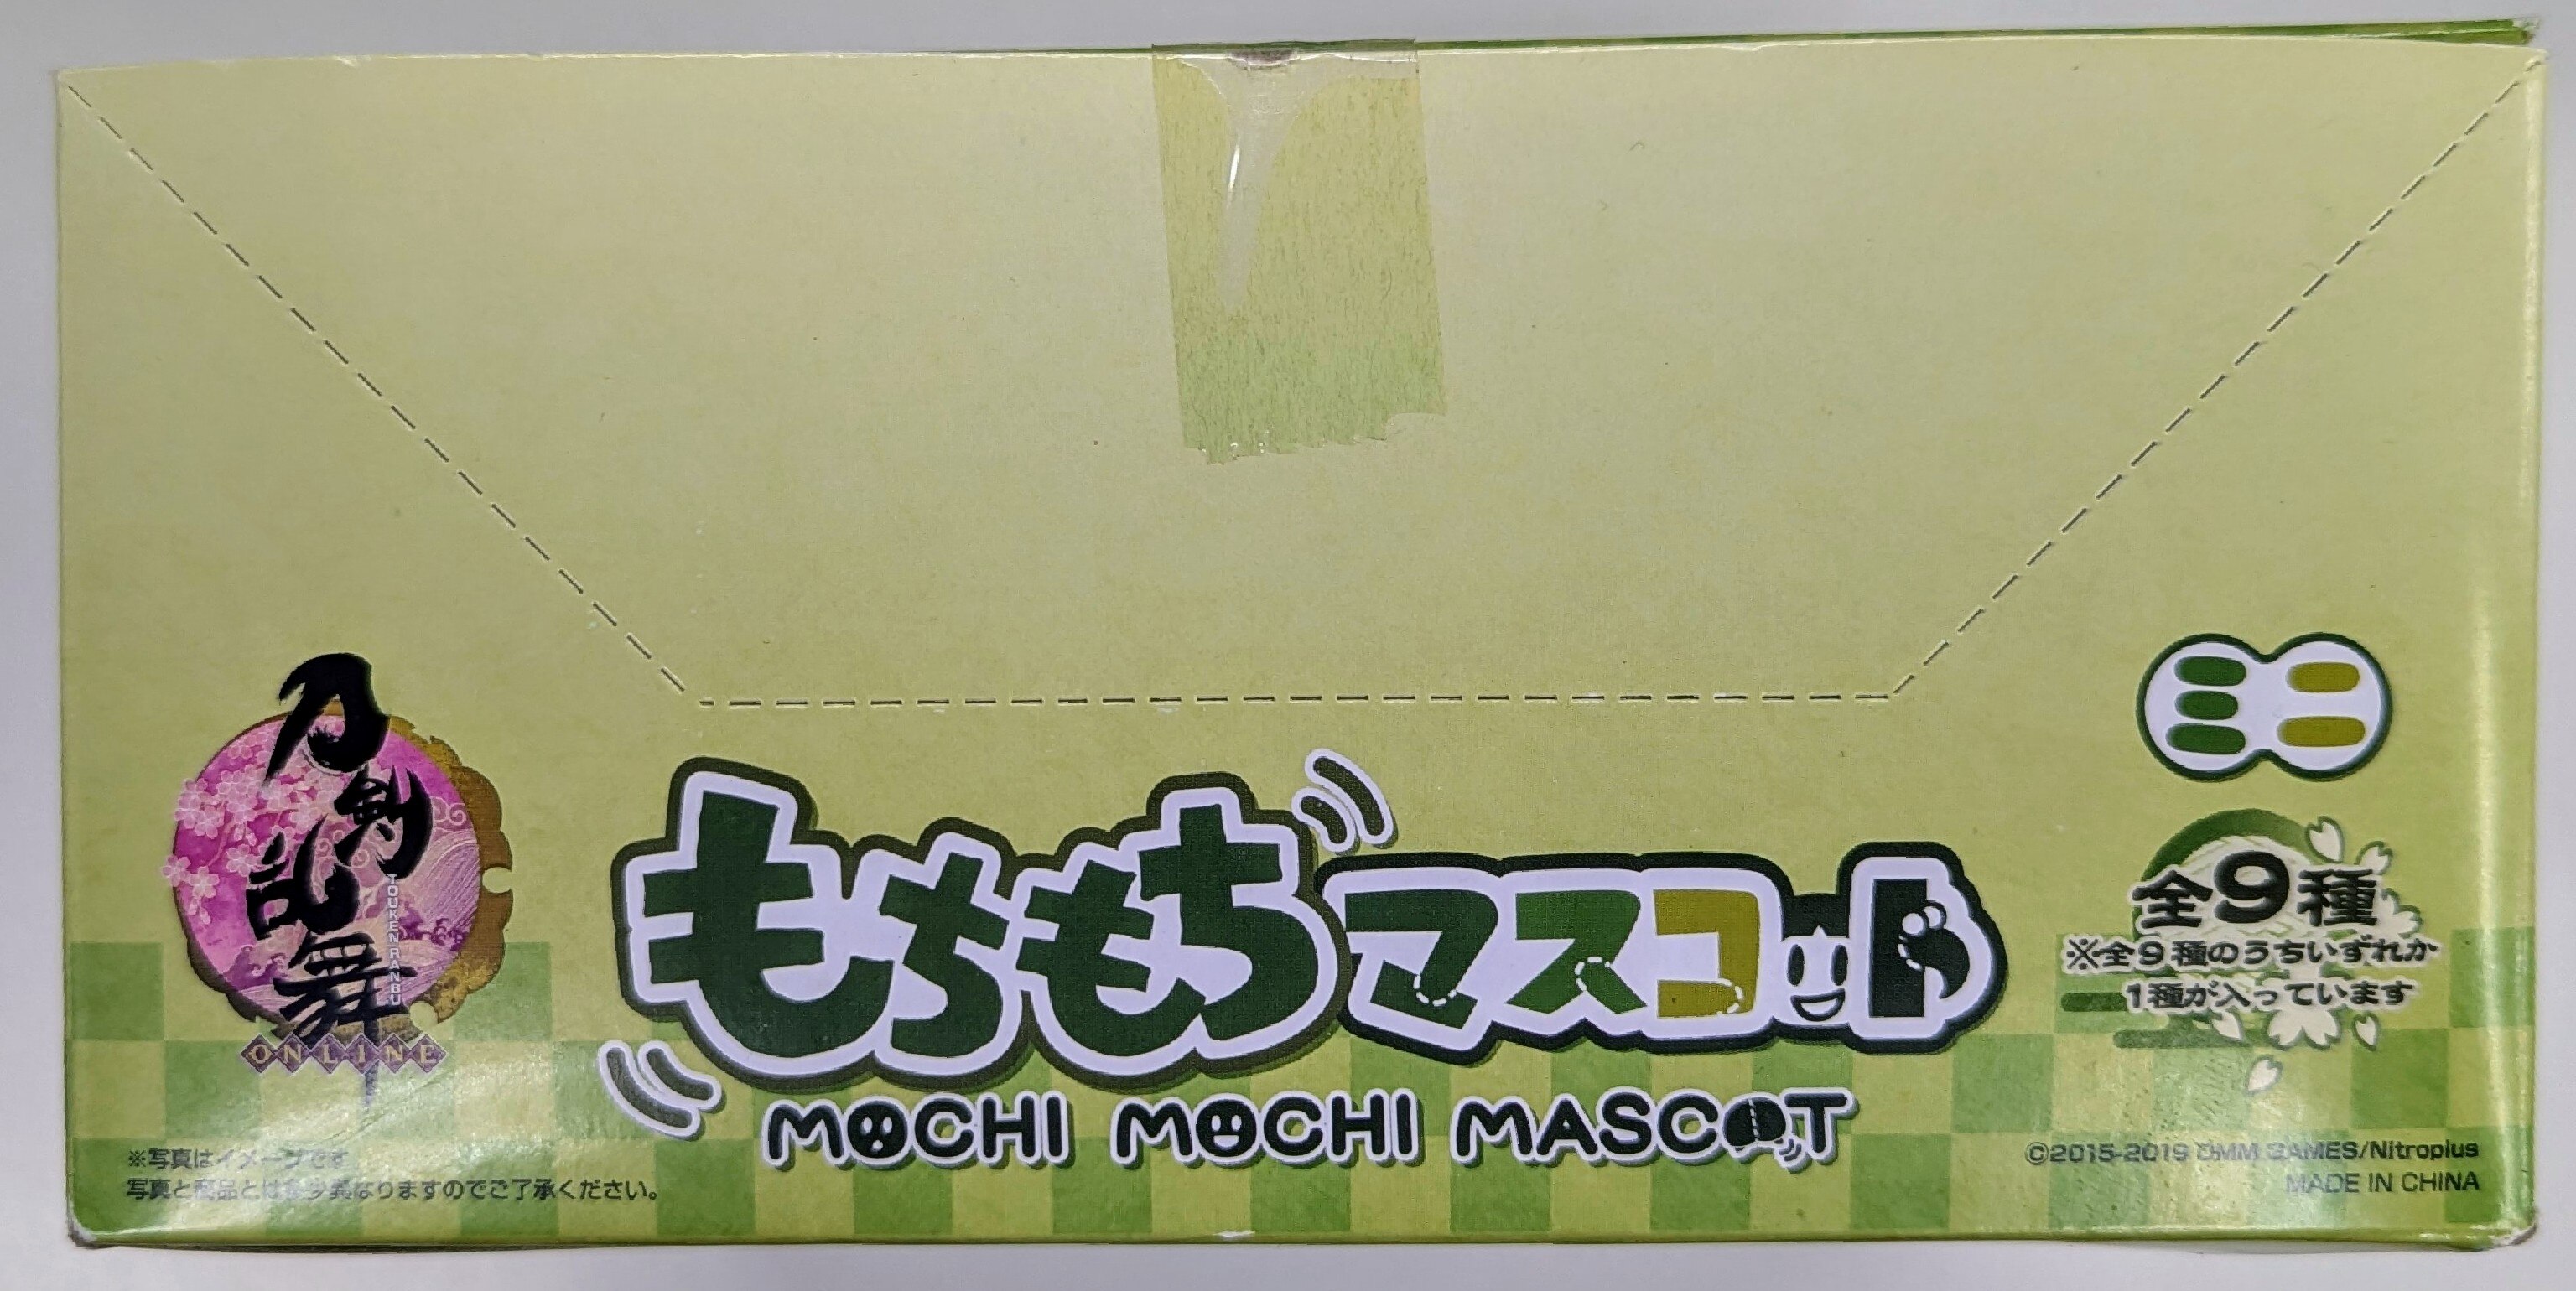 刀剣乱舞
TOUKEN RANBU
ONLINE
もちもちマスコット
MOCHI MOCHI MASCOT
ミニ
全9種
※全9種のうちいずれか
1種が入っています
※写真はイメージです
写真と商品とは多少異なりますのでご了承ください。
©2015-2019 DMM GAMES/Nitroplus
MADE IN CHINA